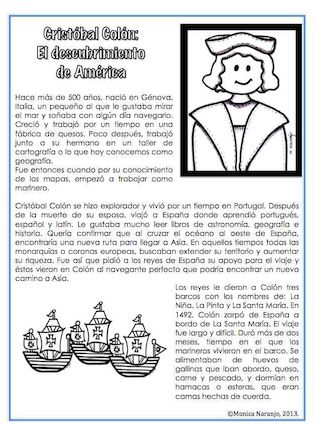 Cristóbal Colón:
El descubrimiento
de América
Hace más de 500 años, nació en Génova,
Italia, un pequeño al que le gustaba mirar
el mar y soñaba con algún día navegarlo.
Creció y trabajó por un tiempo en una
fábrica de quesos. Poco después, trabajó
junto a su hermano en un taller de
cartografía o lo que hoy conocemos como
geografía.
Fue entonces cuando por su conocimiento
de los mapas, empezó a trabajar como
marinero.
Cristóbal Colón se hizo explorador y vivió por un tiempo en Portugal. Después
de la muerte de su esposa, viajó a España donde aprendió portugués,
español y latín. Le gustaba mucho leer libros de astronomía, geografía e
historia. Quería confirmar que al cruzar el océano al oeste de España,
encontraría una nueva ruta para llegar a Asia. En aquellos tiempos todas las
monarquías o coronas europeas, buscaban extender su territorio y aumentar
su riqueza. Fue así que pidió a los reyes de España su apoyo para el viaje y
éstos vieron en Colón al navegante perfecto que podría encontrar un nuevo
camino a Asia.
Los reyes le dieron a Colón tres
barcos con los nombres de: La
Niña, La Pinta y La Santa María. En
1492, Colón zarpó de España a
bordo de La Santa María. El viaje
fue largo y difícil. Duró más de dos
meses, tiempo en el que los
marineros vivieron en el barco. Se
alimentaban de huevos de
gallinas que iban abordo, queso,
carne y pescado, y dormían en
hamacas o esteras, que eran
camas hechas de cuerda.
©Monica Naranjo, 2013.